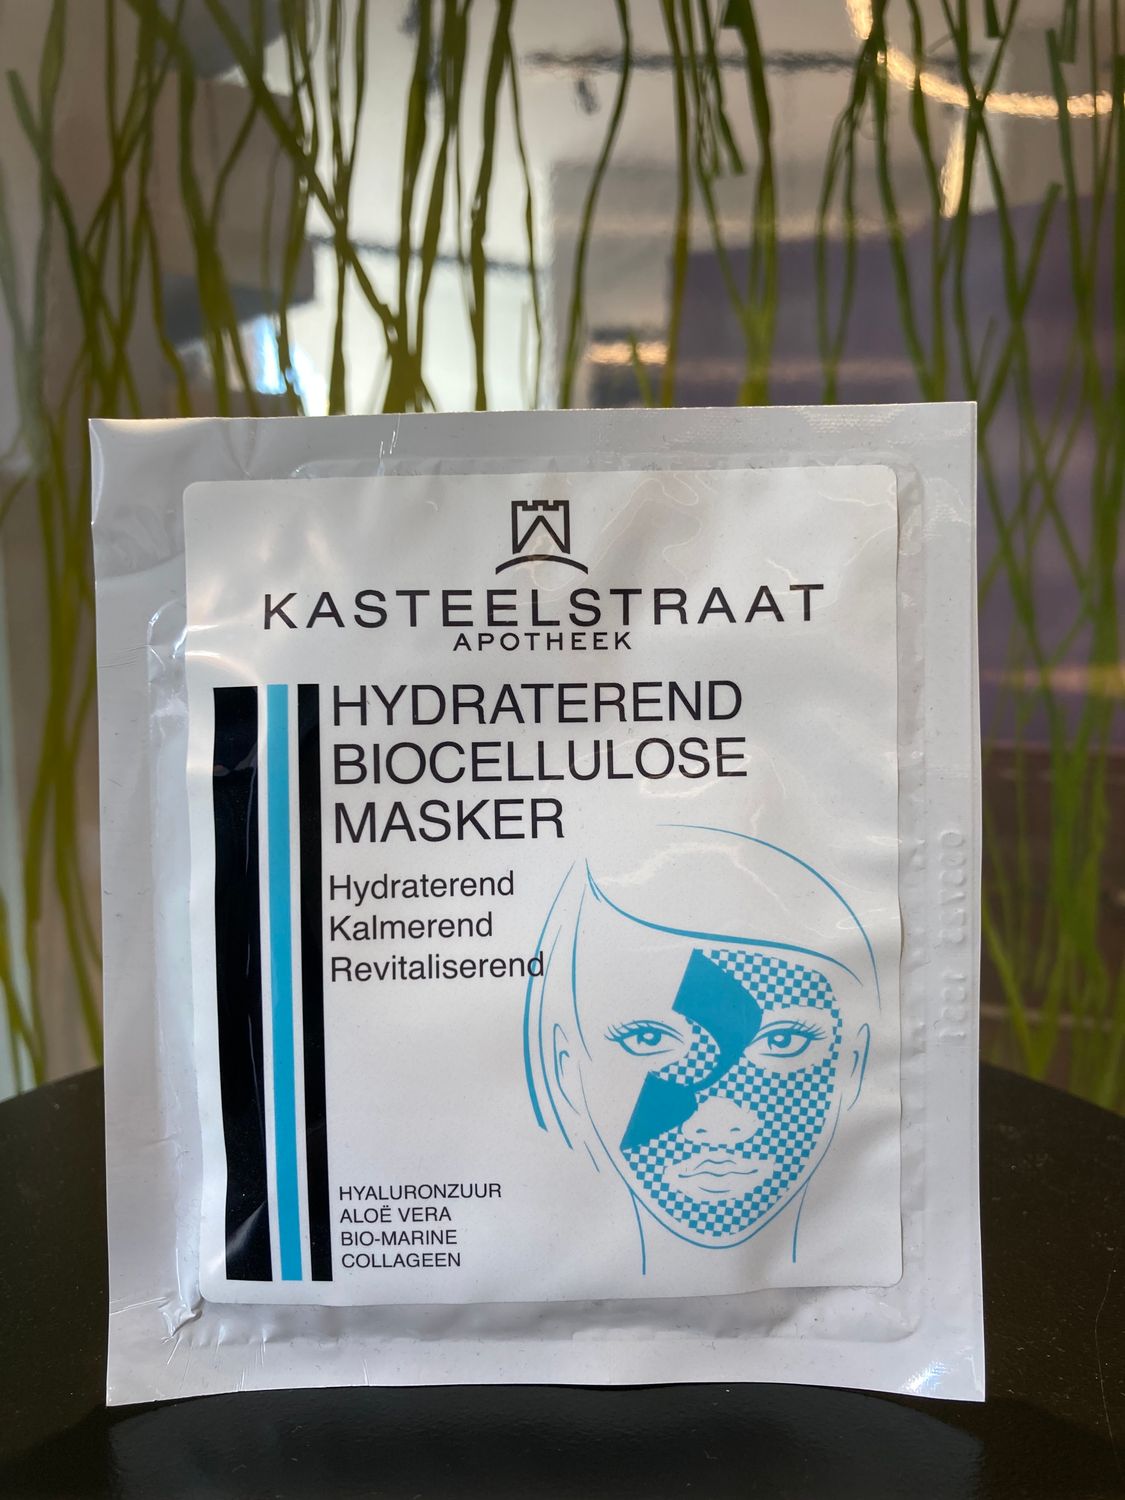 KASTEELSTRAAT
APOTHEEK
HYDRATEREND
BIOCELLULOSE
MASKER
Hydraterend
Kalmerend
Revitaliserend
HYALURONZUUR
ALOË VERA
BIO-MARINE
COLLAGEEN